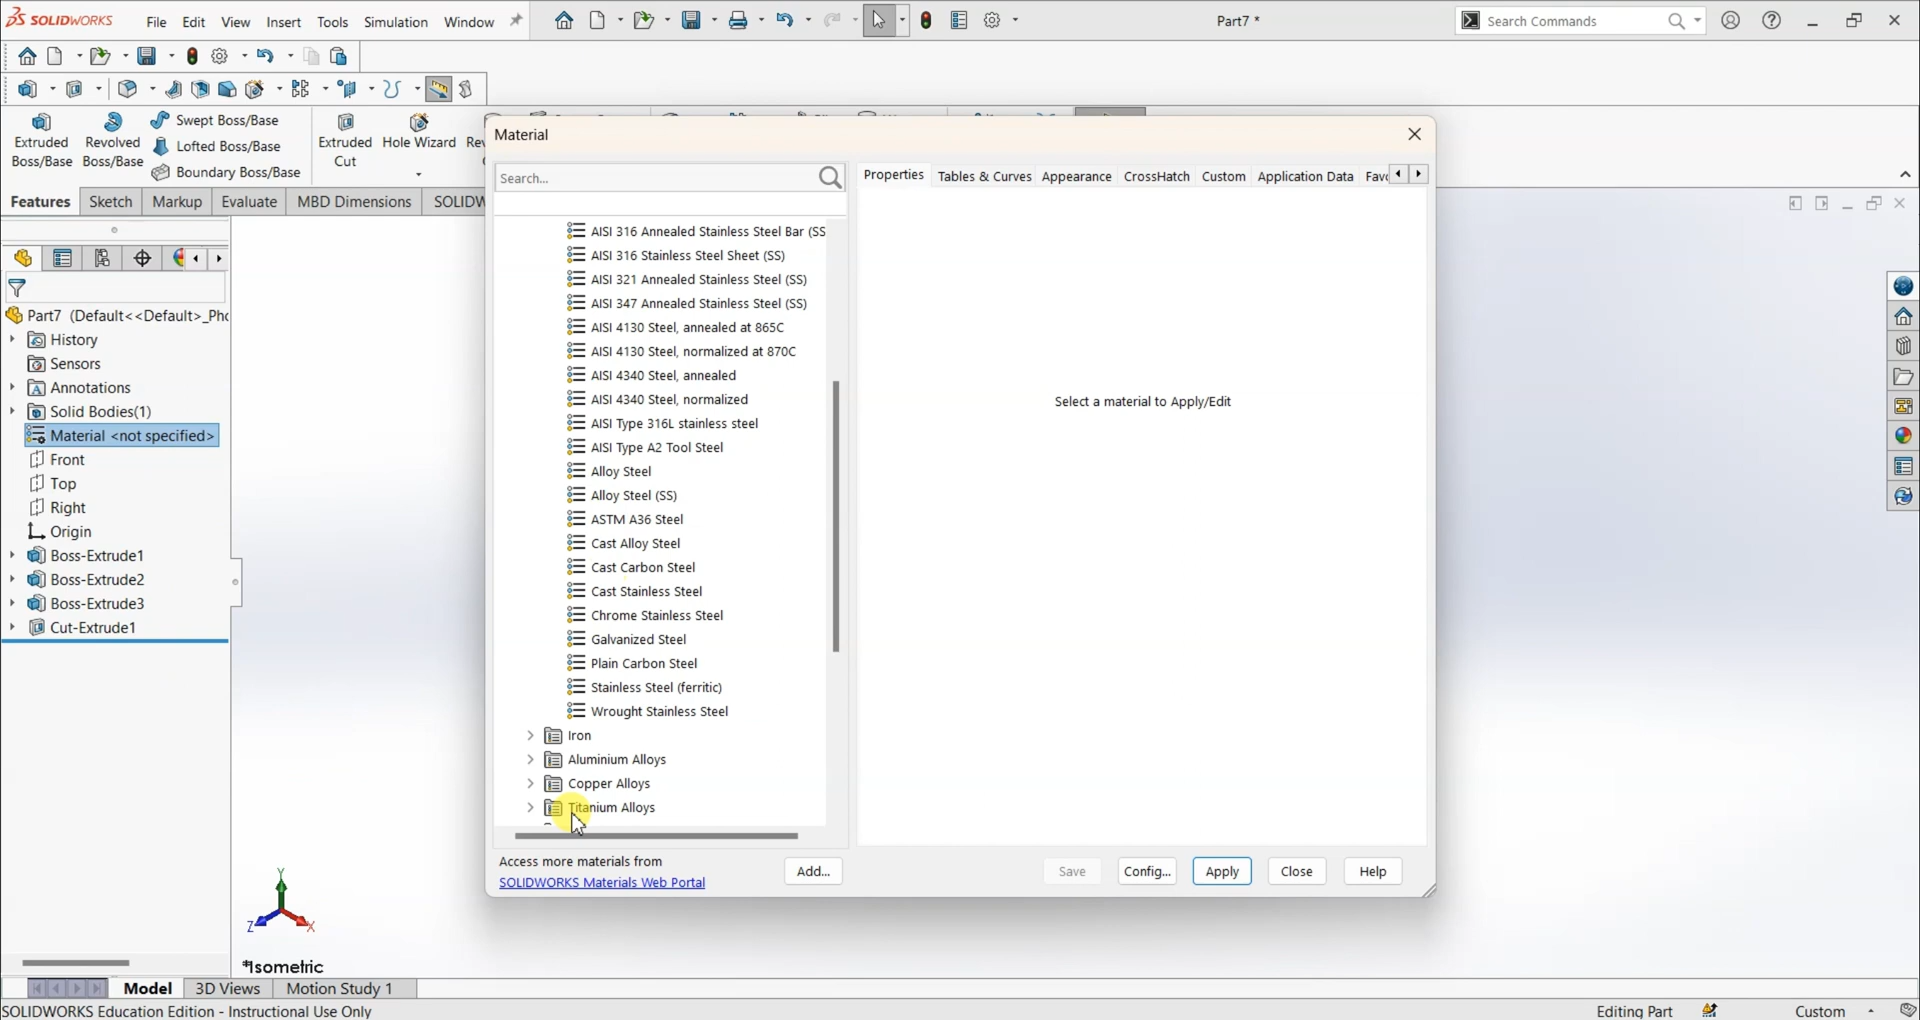 SOLIDWORKS File Edit View Insert Tools Simulation Window Part7 * Search Commands
Extruded Boss/Base
Revolved Boss/Base
Swept Boss/Base
Lofted Boss/Base
Boundary Boss/Base
Extruded Cut
Hole Wizard
Features Sketch Markup Evaluate MBD Dimensions SOLIDW
Part7 (Default<<Default>_Pho
History
Sensors
Annotations
Solid Bodies(1)
Material <not specified>
Front
Top
Right
Origin
Boss-Extrude1
Boss-Extrude2
Boss-Extrude3
Cut-Extrude1
Material
Search...
AISI 316 Annealed Stainless Steel Bar (SS
AISI 316 Stainless Steel Sheet (SS)
AISI 321 Annealed Stainless Steel (SS)
AISI 347 Annealed Stainless Steel (SS)
AISI 4130 Steel, annealed at 865C
AISI 4130 Steel, normalized at 870C
AISI 4340 Steel, annealed
AISI 4340 Steel, normalized
AISI Type 316L stainless steel
AISI Type A2 Tool Steel
Alloy Steel
Alloy Steel (SS)
ASTM A36 Steel
Cast Alloy Steel
Cast Carbon Steel
Cast Stainless Steel
Chrome Stainless Steel
Galvanized Steel
Plain Carbon Steel
Stainless Steel (ferritic)
Wrought Stainless Steel
Iron
Aluminium Alloys
Copper Alloys
Titanium Alloys
Access more materials from
SOLIDWORKS Materials Web Portal
Add...
Properties Tables & Curves Appearance CrossHatch Custom Application Data Favo
Select a material to Apply/Edit
Save Config... Apply Close Help
Y
Z X
*Isometric
Model 3D Views Motion Study 1
SOLIDWORKS Education Edition - Instructional Use Only Editing Part Custom